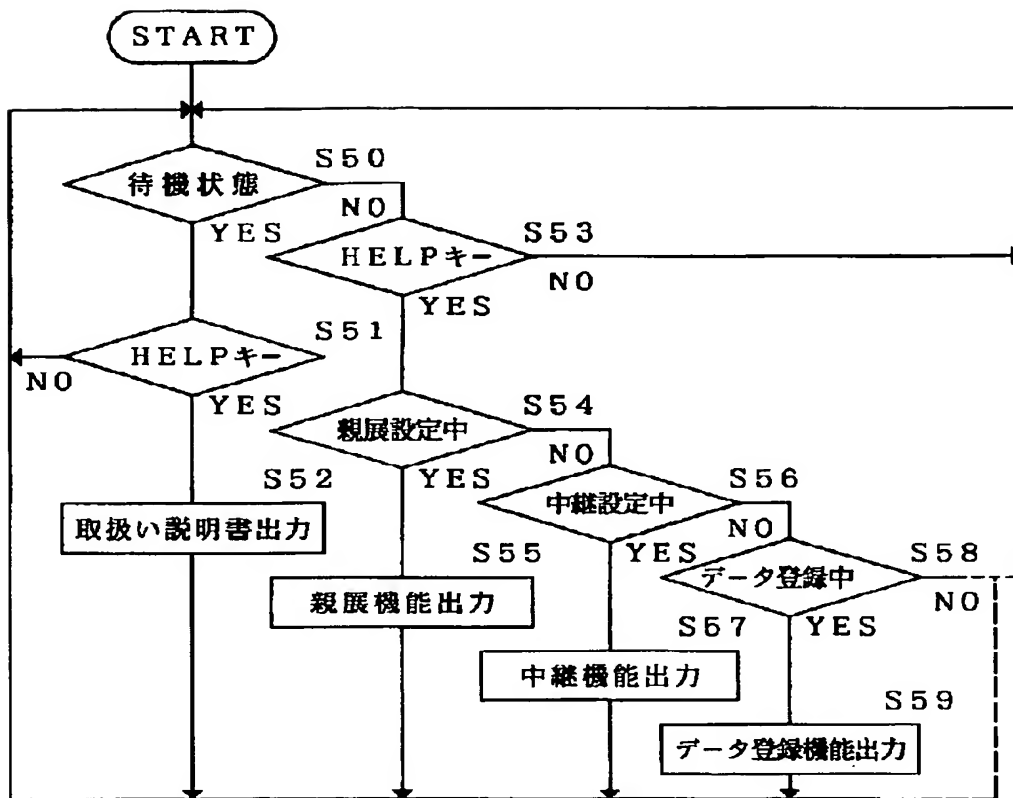 START
S50
待機状態
NO
YES
S53
HELPキー
NO
YES
S51
HELPキー
NO
YES
S54
親展設定中
NO
YES
S52
取扱い説明書出力
S56
中継設定中
NO
YES
S55
親展機能出力
S58
データ登録中
NO
YES
S57
中継機能出力
S59
データ登録機能出力